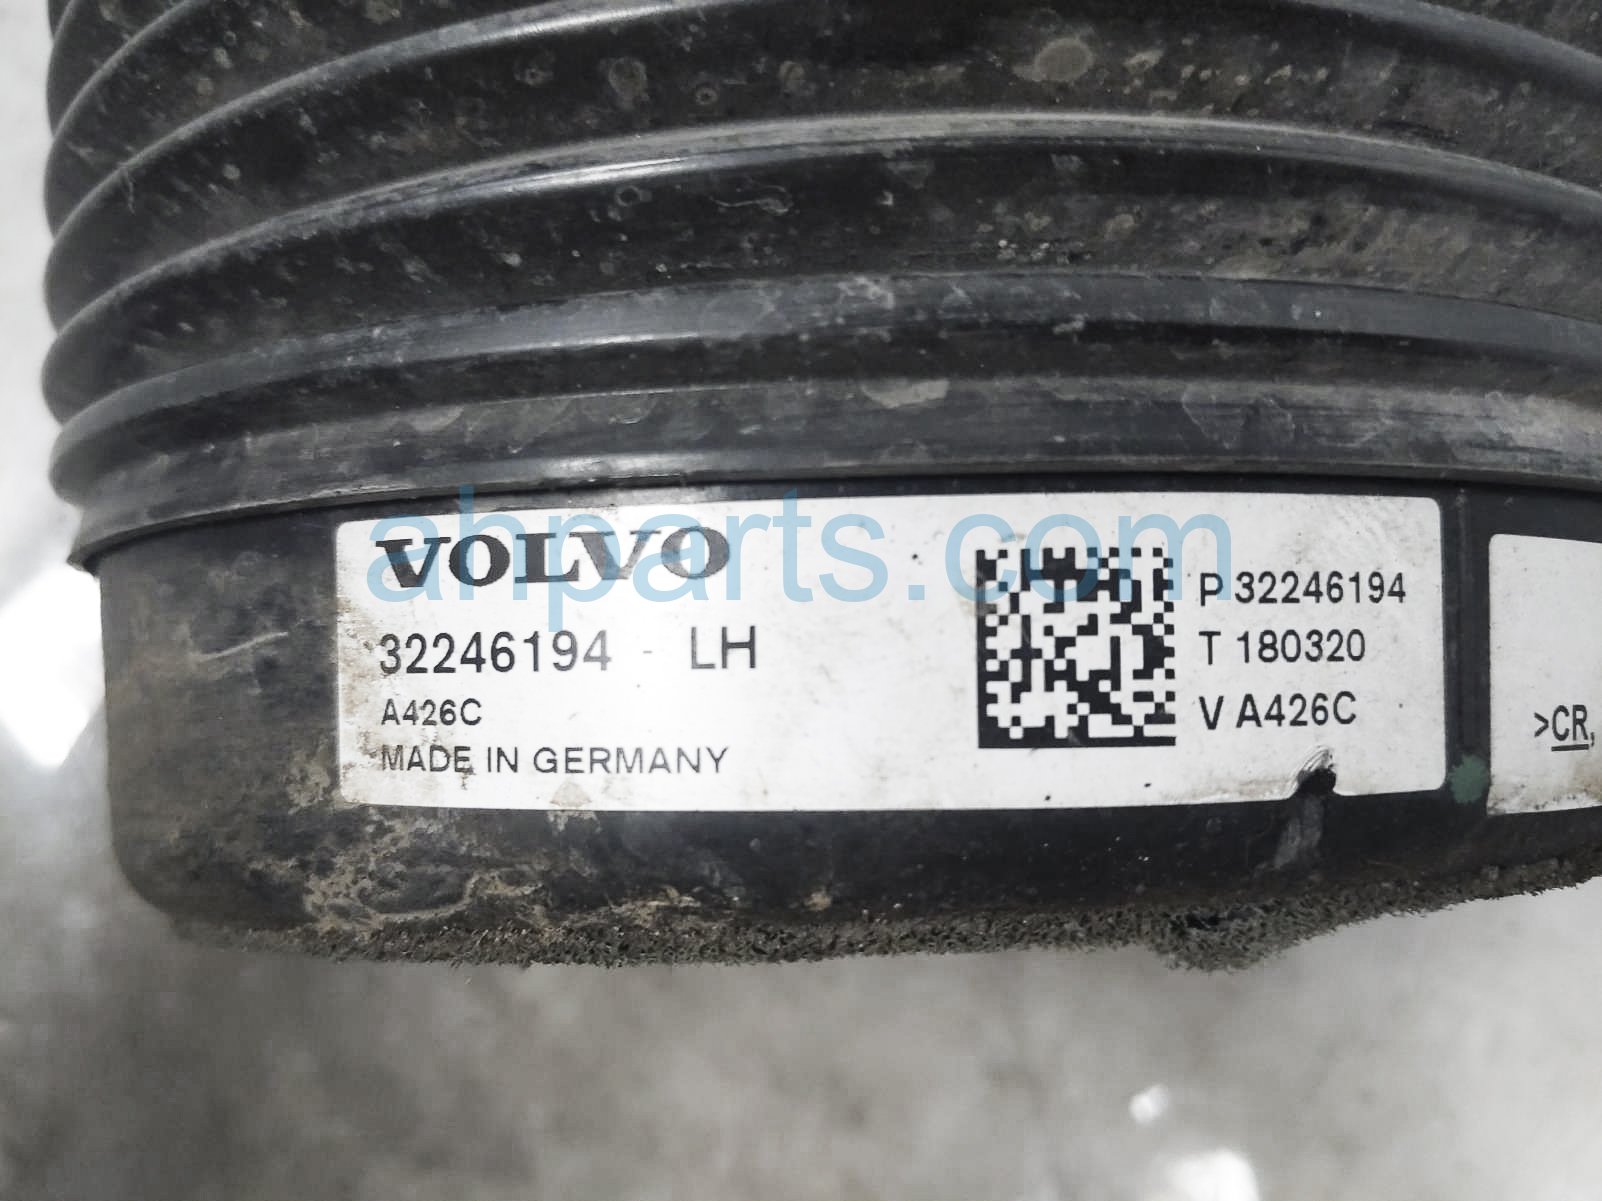 VOLVO
32246194 - LH
A426C
MADE IN GERMANY
P 32246194
T 180320
V A426C
>CR,
ahparts.com